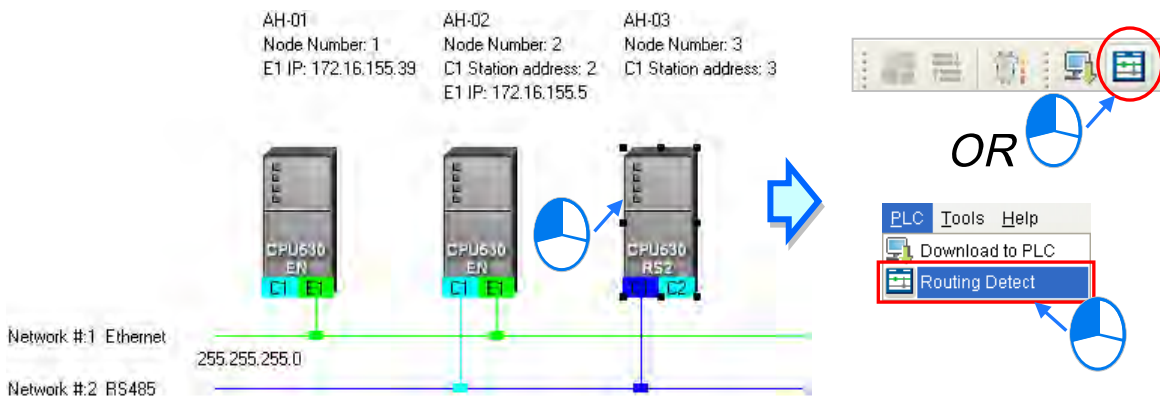 AH-01
Node Number: 1
E1 IP: 172.16.155.39
AH-02
Node Number: 2
C1 Station address: 2
E1 IP: 172.16.155.5
AH-03
Node Number: 3
C1 Station address: 3
OR
CPU530
EN
C1 E1
CPU530
EN
C1 E1
CPU530
RS2
C1 C2
PLC Tools Help
Download to PLC
Routing Detect
Network #:1 Ethernet
255.255.255.0
Network #:2 RS485